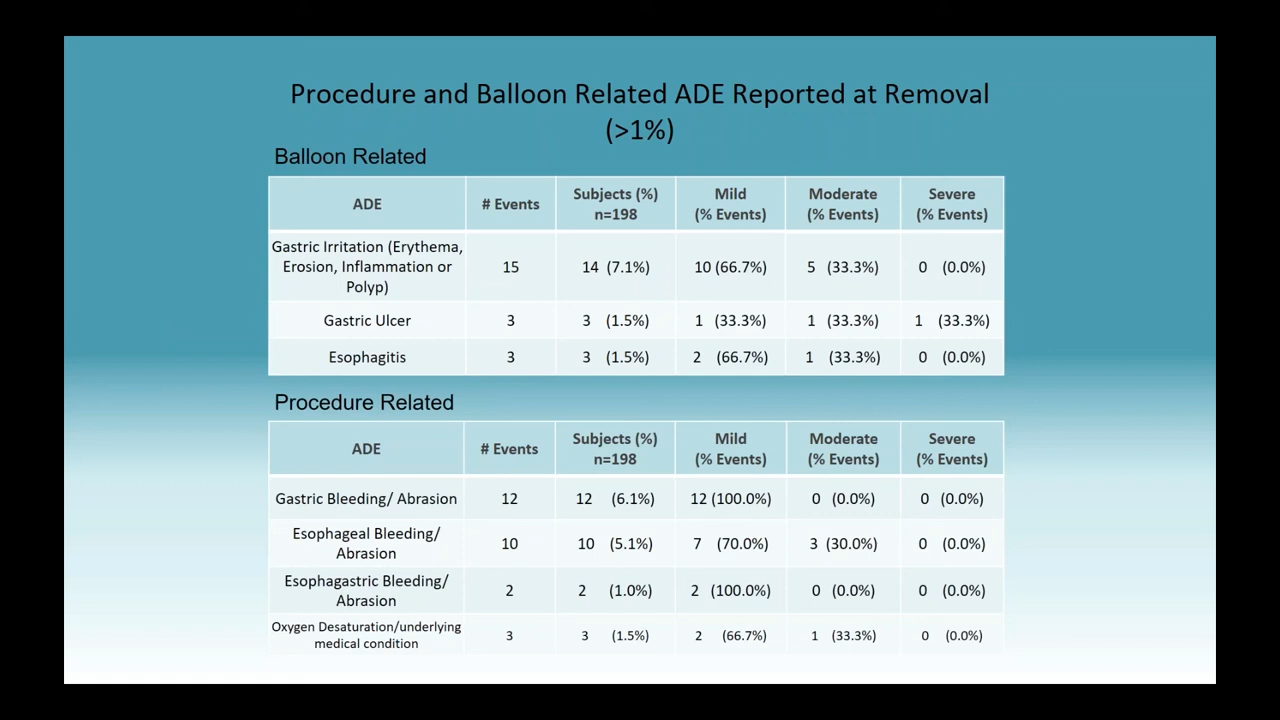 Procedure and Balloon Related ADE Reported at Removal
(>1%)
Balloon Related
ADE # Events Subjects (%) n=198 Mild (% Events) Moderate (% Events) Severe (% Events)
Gastric Irritation (Erythema, Erosion, Inflammation or Polyp) 15 14 (7.1%) 10 (66.7%) 5 (33.3%) 0 (0.0%)
Gastric Ulcer 3 3 (1.5%) 1 (33.3%) 1 (33.3%) 1 (33.3%)
Esophagitis 3 3 (1.5%) 2 (66.7%) 1 (33.3%) 0 (0.0%)
Procedure Related
ADE # Events Subjects (%) n=198 Mild (% Events) Moderate (% Events) Severe (% Events)
Gastric Bleeding/ Abrasion 12 12 (6.1%) 12 (100.0%) 0 (0.0%) 0 (0.0%)
Esophageal Bleeding/ Abrasion 10 10 (5.1%) 7 (70.0%) 3 (30.0%) 0 (0.0%)
Esophagastric Bleeding/ Abrasion 2 2 (1.0%) 2 (100.0%) 0 (0.0%) 0 (0.0%)
Oxygen Desaturation/underlying medical condition 3 3 (1.5%) 2 (66.7%) 1 (33.3%) 0 (0.0%)